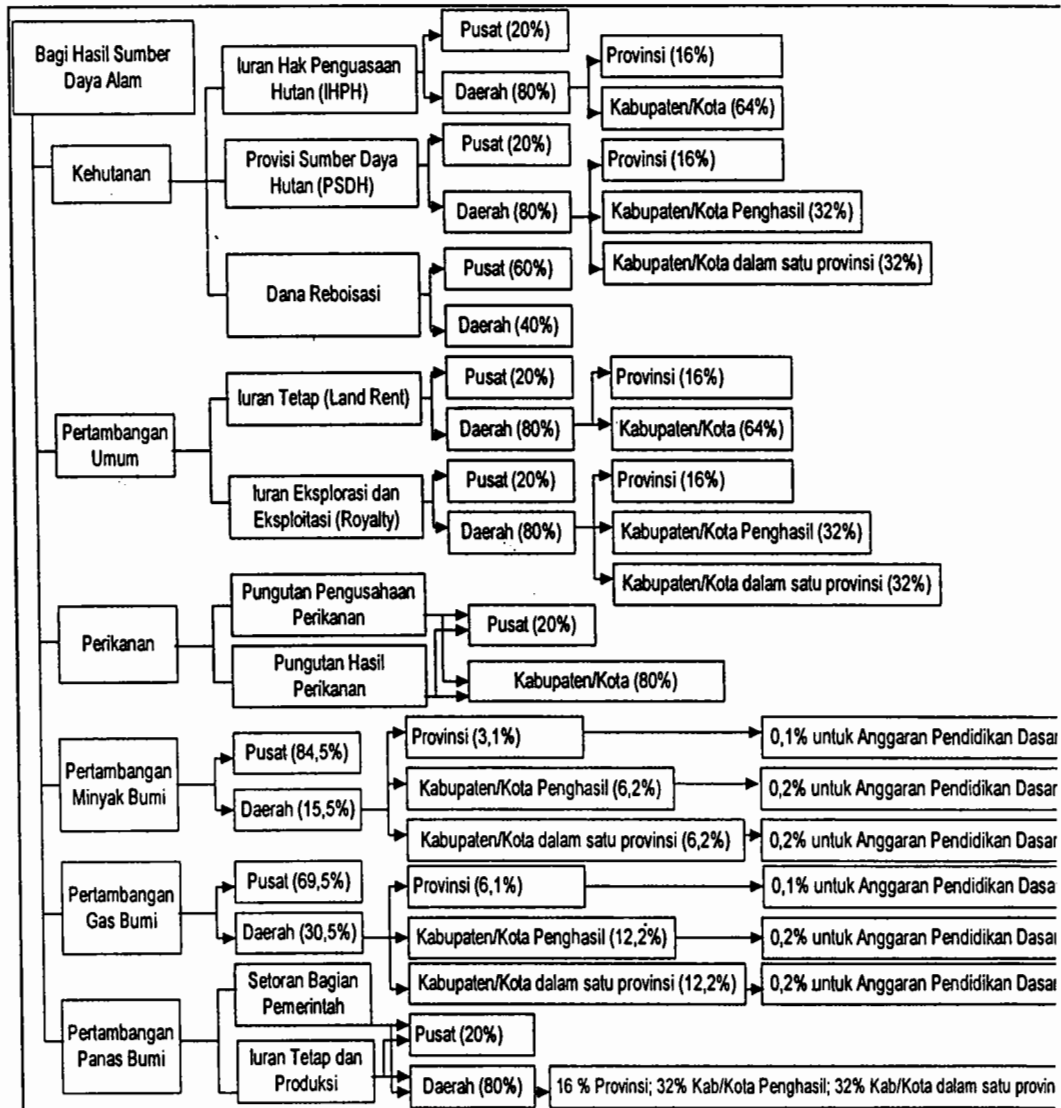 Bagi Hasil Sumber
Daya Alam
Kehutanan
Iuran Hak Penguasaan
Hutan (IHPH)
Pusat (20%)
Daerah (80%)
Provinsi (16%)
Kabupaten/Kota (64%)
Provisi Sumber Daya
Hutan (PSDH)
Pusat (20%)
Daerah (80%)
Provinsi (16%)
Kabupaten/Kota Penghasil (32%)
Kabupaten/Kota dalam satu provinsi (32%)
Dana Reboisasi
Pusat (60%)
Daerah (40%)
Pertambangan
Umum
Iuran Tetap (Land Rent)
Pusat (20%)
Daerah (80%)
Provinsi (16%)
Kabupaten/Kota (64%)
Iuran Eksplorasi dan
Eksploitasi (Royalty)
Pusat (20%)
Daerah (80%)
Provinsi (16%)
Kabupaten/Kota Penghasil (32%)
Kabupaten/Kota dalam satu provinsi (32%)
Perikanan
Pungutan Pengusahaan
Perikanan
Pungutan Hasil
Perikanan
Pusat (20%)
Kabupaten/Kota (80%)
Pertambangan
Minyak Bumi
Pusat (84,5%)
Daerah (15,5%)
Provinsi (3,1%)
0,1% untuk Anggaran Pendidikan Dasar
Kabupaten/Kota Penghasil (6,2%)
0,2% untuk Anggaran Pendidikan Dasar
Kabupaten/Kota dalam satu provinsi (6,2%)
0,2% untuk Anggaran Pendidikan Dasar
Pertambangan
Gas Bumi
Pusat (69,5%)
Daerah (30,5%)
Provinsi (6,1%)
0,1% untuk Anggaran Pendidikan Dasar
Kabupaten/Kota Penghasil (12,2%)
0,2% untuk Anggaran Pendidikan Dasar
Kabupaten/Kota dalam satu provinsi (12,2%)
0,2% untuk Anggaran Pendidikan Dasar
Pertambangan
Panas Bumi
Setoran Bagian
Pemerintah
Iuran Tetap dan
Produksi
Pusat (20%)
Daerah (80%)
16 % Provinsi; 32% Kab/Kota Penghasil; 32% Kab/Kota dalam satu provin